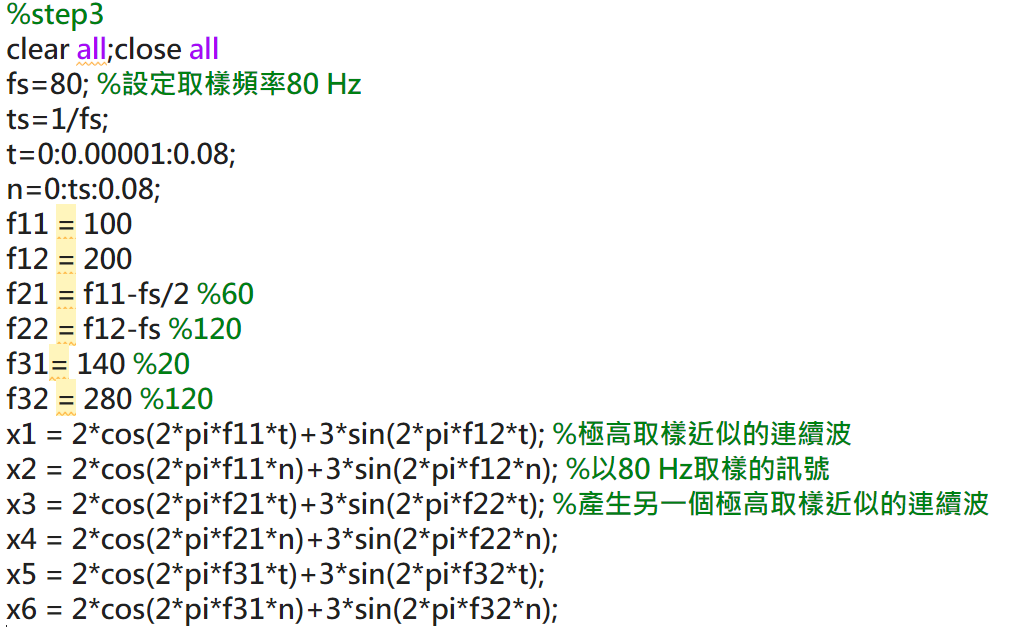 %step3
clear all;close all
fs=80; %設定取樣頻率80 Hz
ts=1/fs;
t=0:0.00001:0.08;
n=0:ts:0.08;
f11 = 100
f12 = 200
f21 = f11-fs/2 %60
f22 = f12-fs %120
f31= 140 %20
f32 = 280 %120
x1 = 2*cos(2*pi*f11*t)+3*sin(2*pi*f12*t); %極高取樣近似的連續波
x2 = 2*cos(2*pi*f11*n)+3*sin(2*pi*f12*n); %以80 Hz取樣的訊號
x3 = 2*cos(2*pi*f21*t)+3*sin(2*pi*f22*t); %產生另一個極高取樣近似的連續波
x4 = 2*cos(2*pi*f21*n)+3*sin(2*pi*f22*n);
x5 = 2*cos(2*pi*f31*t)+3*sin(2*pi*f32*t);
x6 = 2*cos(2*pi*f31*n)+3*sin(2*pi*f32*n);